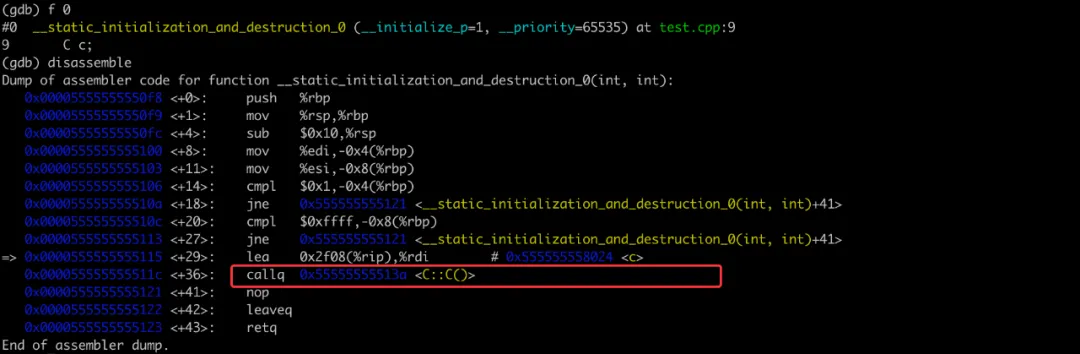 (gdb) f 0
#0  __static_initialization_and_destruction_0 (__initialize_p=1, __priority=65535) at test.cpp:9
9       C c;
(gdb) disassemble
Dump of assembler code for function __static_initialization_and_destruction_0(int, int):
   0x00005555555550f8 <+0>:     push   %rbp
   0x00005555555550f9 <+1>:     mov    %rsp,%rbp
   0x00005555555550fc <+4>:     sub    $0x10,%rsp
   0x0000555555555100 <+8>:     mov    %edi,-0x4(%rbp)
   0x0000555555555103 <+11>:    mov    %esi,-0x8(%rbp)
   0x0000555555555106 <+14>:    cmpl   $0x1,-0x4(%rbp)
   0x000055555555510a <+18>:    jne    0x555555555121 <__static_initialization_and_destruction_0(int, int)+41>
   0x000055555555510c <+20>:    cmpl   $0xffff,-0x8(%rbp)
   0x0000555555555113 <+27>:    jne    0x555555555121 <__static_initialization_and_destruction_0(int, int)+41>
=> 0x0000555555555115 <+29>:    lea    0x2f08(%rip),%rdi        # 0x555555558024 <c>
   0x000055555555511c <+36>:    callq  0x55555555513a <C::C()>
   0x0000555555555121 <+41>:    nop
   0x0000555555555122 <+42>:    leaveq
   0x0000555555555123 <+43>:    retq
End of assembler dump.